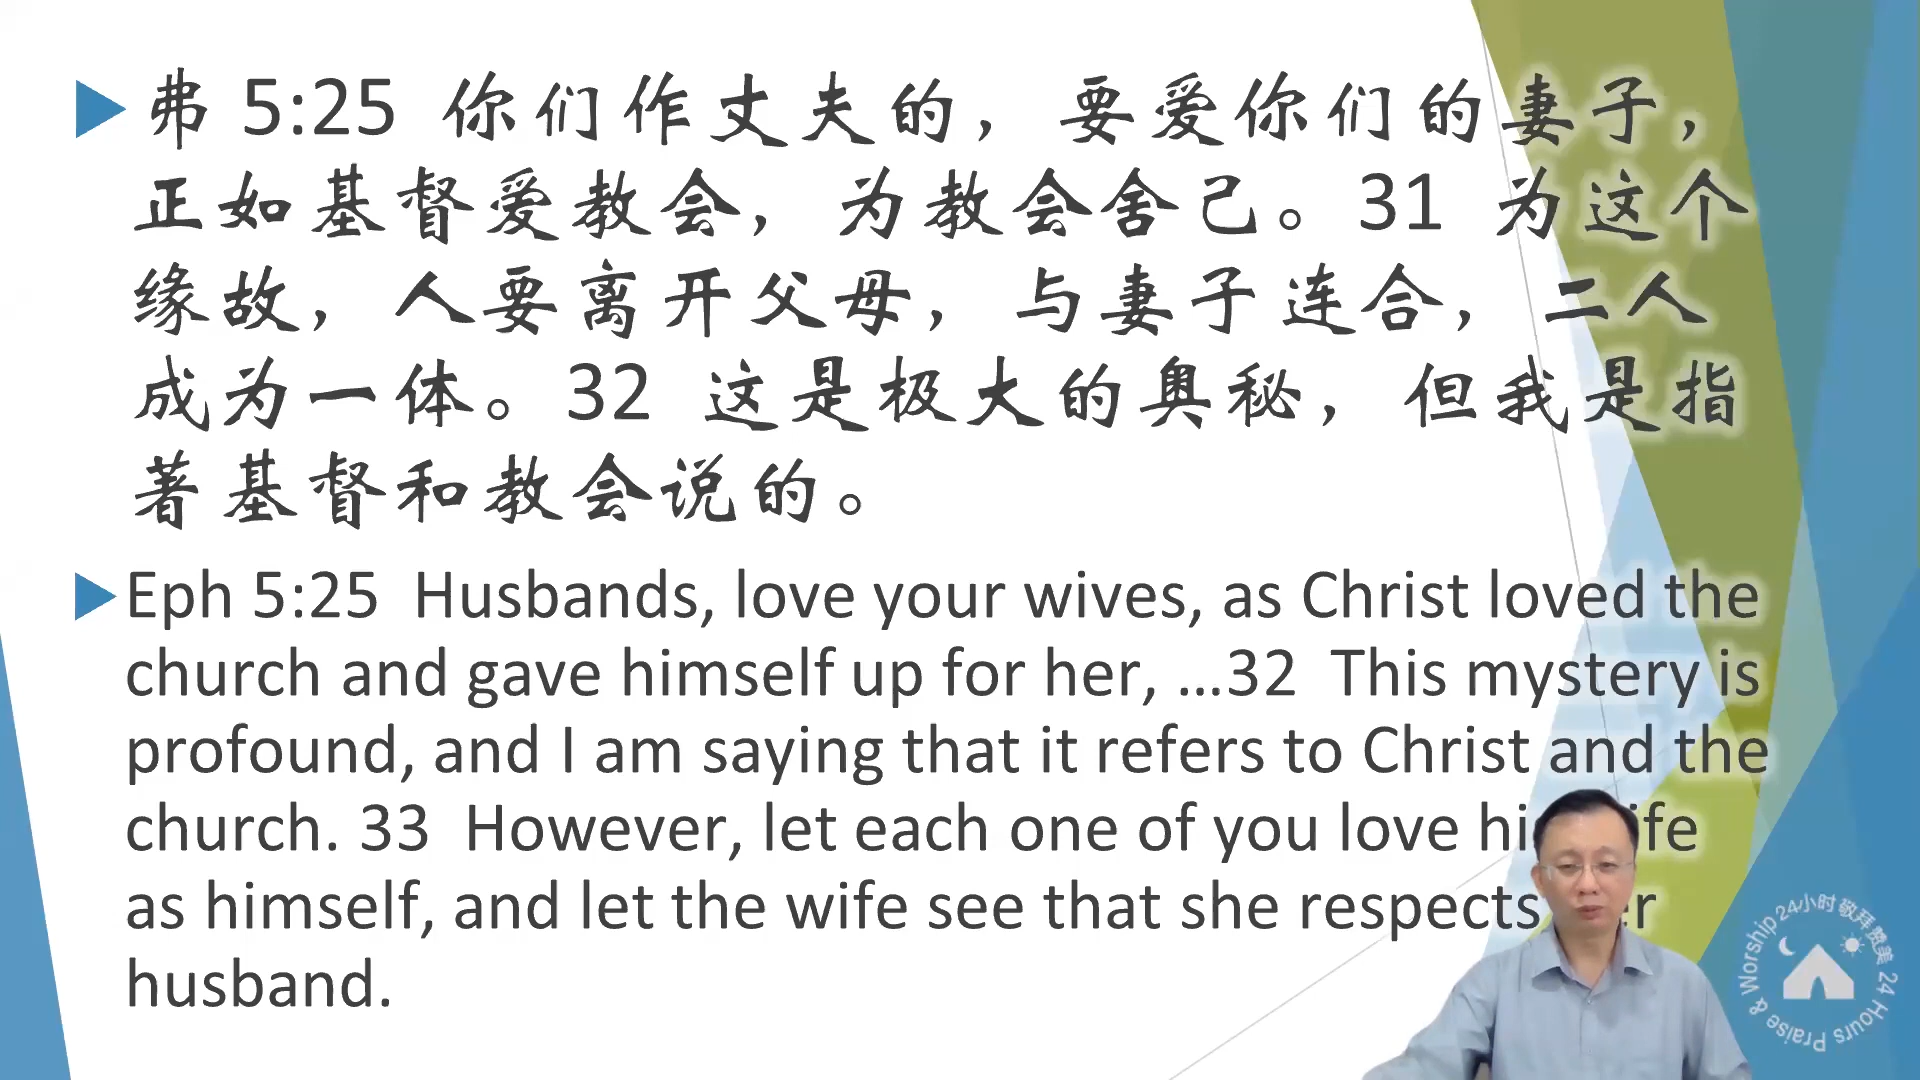 弗 5:25 你们作丈夫的，要爱你们的妻子，
正如基督爱教会，为教会舍己。31 为这个
缘故，人要离开父母，与妻子连合，二人
成为一体。32 这是极大的奥秘，但我是指
著基督和教会说的。
Eph 5:25 Husbands, love your wives, as Christ loved the
church and gave himself up for her, …32 This mystery is
profound, and I am saying that it refers to Christ and the
church. 33 However, let each one of you love
as himself, and let the wife see that she respects
husband.
24小时敬拜赞美 24 Hours Praise & Worship